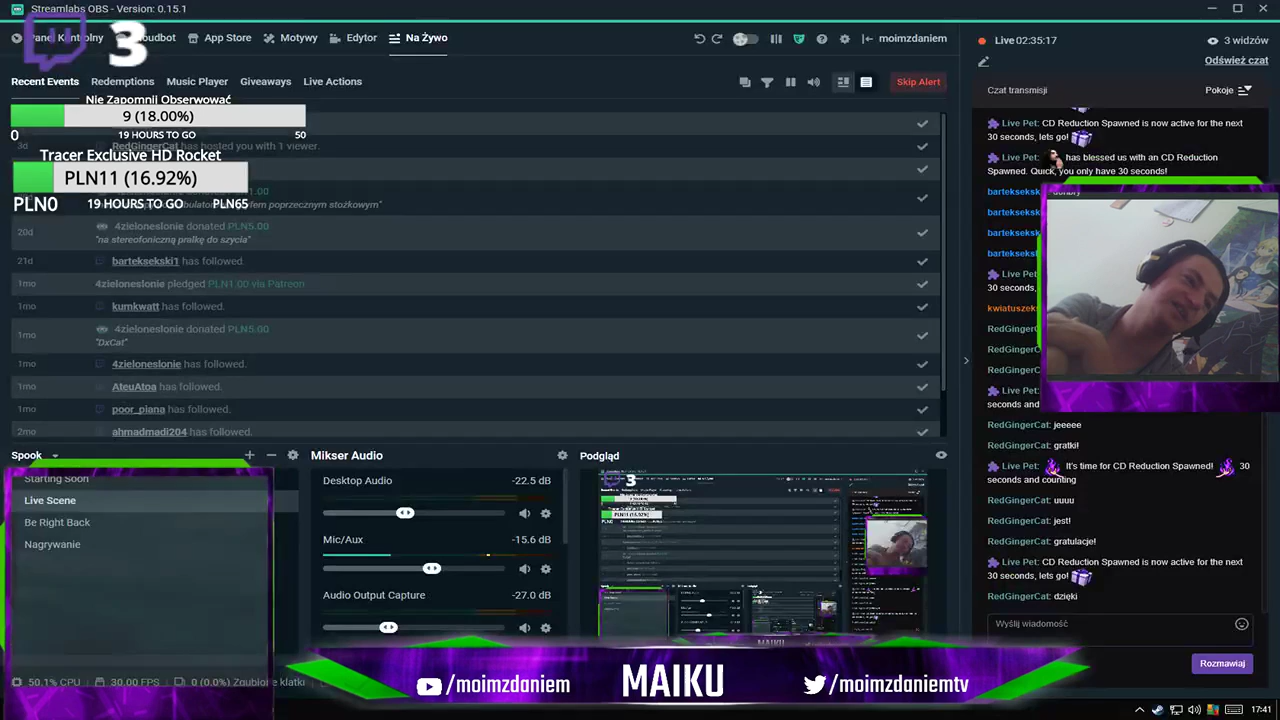 Streamlabs OBS - Version: 0.15.1
3
App Store
Motywy
Edytor
Na Żywo
moimzdaniem
Live 02:35:17
3 widzów
Odśwież czat
Recent Events
Redemptions
Music Player
Giveaways
Live Actions
Skip Alert
Czat transmisji
Pokoje
Nie Zapomnij Obserwować
9 (18.00%)
0
19 HOURS TO GO
50
3d
RedGingerCat has hosted you with 1 viewer.
Tracer Exclusive HD Rocket
PLN11 (16.92%)
PLN0
19 HOURS TO GO
PLN65
20d
4zieloneslonie donated PLN5.00
"na stereofoniczną pralkę do szycia"
21d
barteksekski1 has followed.
1mo
4zieloneslonie pledged PLN1.00 via Patreon
1mo
kumkwatt has followed.
1mo
4zieloneslonie donated PLN5.00
"DxCat"
1mo
4zieloneslonie has followed.
1mo
AteuAtoa has followed.
1mo
poor_piana has followed.
2mo
ahmadmadi204 has followed.
Live Pet: CD Reduction Spawned is now active for the next
30 seconds, lets go!
Live Pet: has blessed us with an CD Reduction
Spawned. Quick, you only have 30 seconds!
Live Pet:
30 seconds,
RedGingerCat: jeeeee
RedGingerCat: gratki!
Live Pet: It's time for CD Reduction Spawned! 30
seconds and counting
RedGingerCat: uuuu
RedGingerCat: jest!
RedGingerCat: gratulacje!
Live Pet: CD Reduction Spawned is now active for the next
30 seconds, lets go!
RedGingerCat: dzięki
Wyślij wiadomość
Rozmawiaj
Spook
Starting Soon
Live Scene
Be Right Back
Nagrywanie
Mikser Audio
Desktop Audio
-22.5 dB
Mic/Aux
-15.6 dB
Audio Output Capture
-27.0 dB
Podgląd
50.1% CPU
30.00 FPS
0 (0.0%) Zgubione klatki
/moimzdaniem
MAIKU
/moimzdaniemtv
17:41